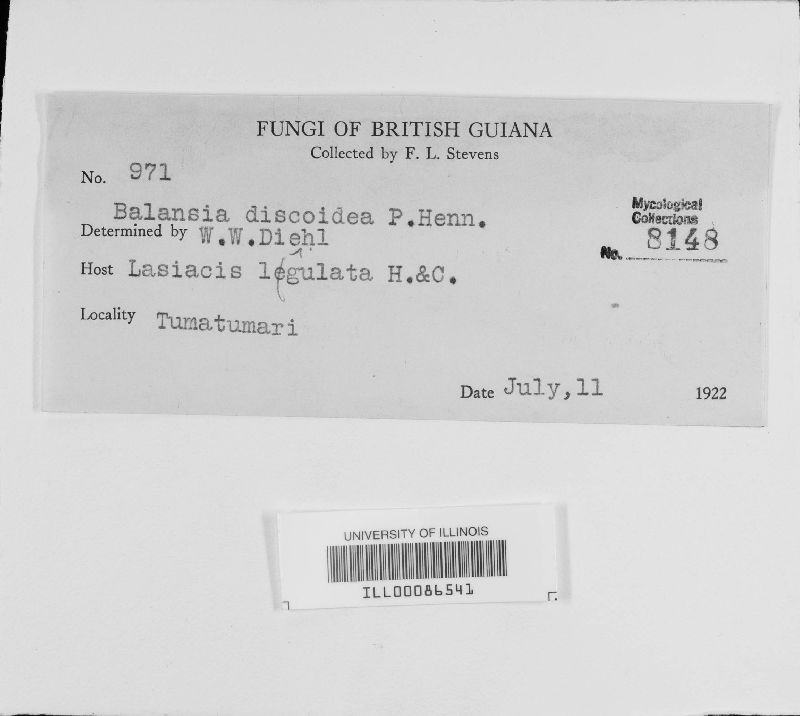 FUNGI OF BRITISH GUIANA
Collected by F. L. Stevens
No. 971
Balansia discoidea P.Henn.
Mycological
Collections
No. 8148
Determined by W.W.Diehl
Host Lasiacis ligulata H.&C.
Locality Tumatumari
Date July,11 1922
UNIVERSITY OF ILLINOIS
ILL00086541